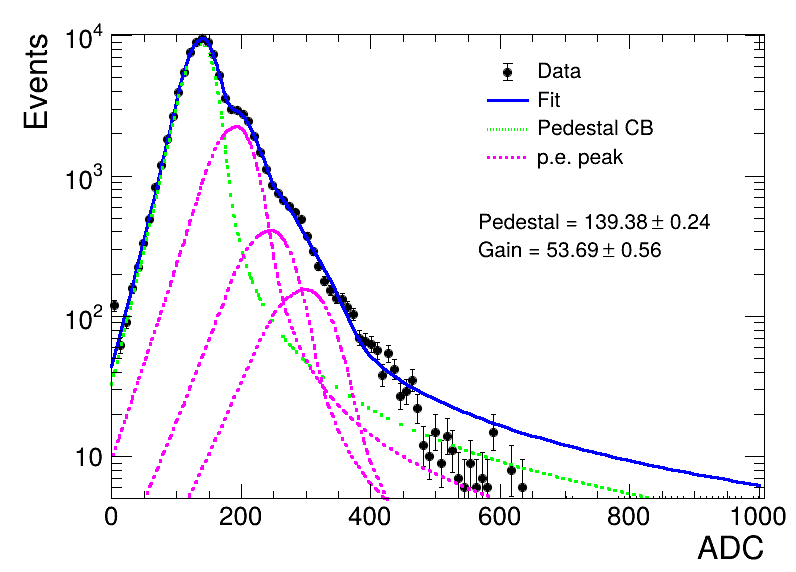 Events
10^4
10^3
10^2
10
Data
Fit
Pedestal CB
p.e. peak
Pedestal = 139.38 ± 0.24
Gain = 53.69 ± 0.56
0 200 400 600 800 1000
ADC